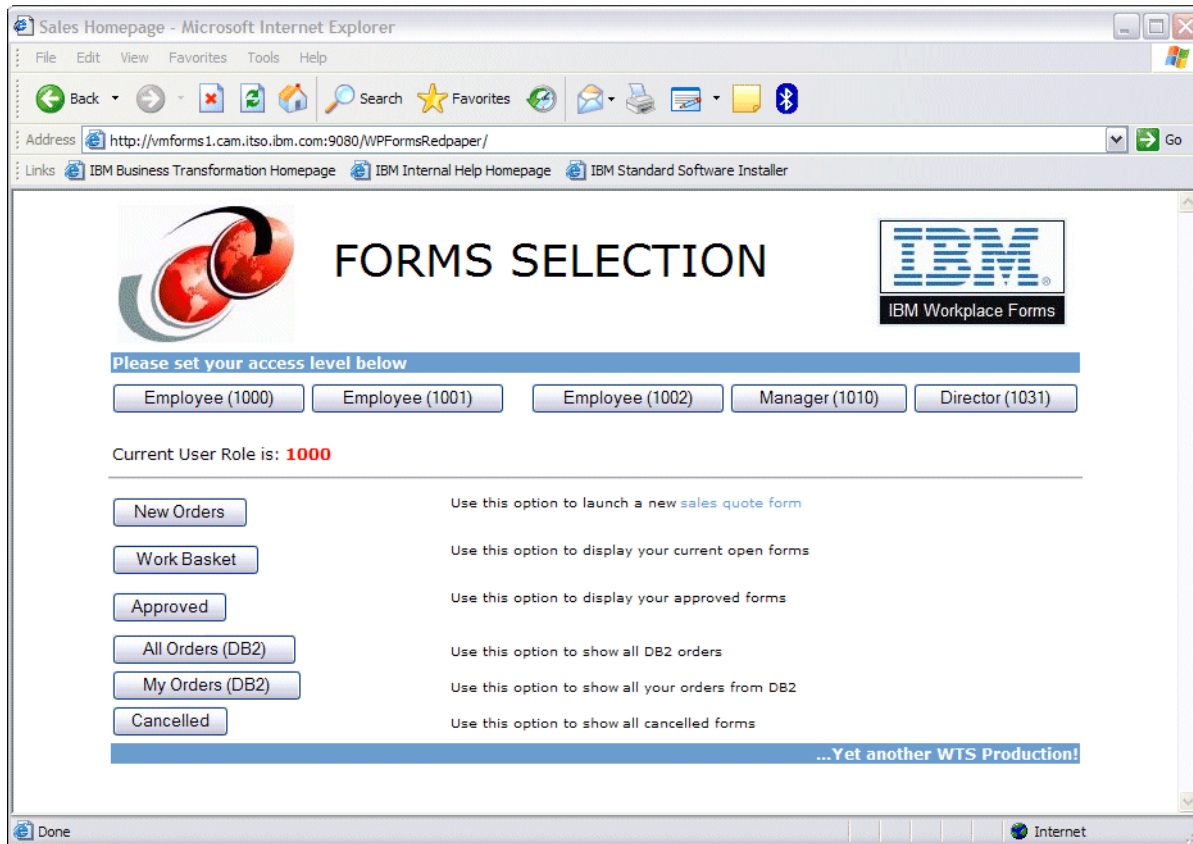 Sales Homepage - Microsoft Internet Explorer
File Edit View Favorites Tools Help
Back Search Favorites
Address http://vmforms1.cam.itso.ibm.com:9080/WPFormsRedpaper/ Go
Links IBM Business Transformation Homepage IBM Internal Help Homepage IBM Standard Software Installer
FORMS SELECTION
IBM®
IBM Workplace Forms
Please set your access level below
Employee (1000) Employee (1001) Employee (1002) Manager (1010) Director (1031)
Current User Role is: 1000
New Orders Use this option to launch a new sales quote form
Work Basket Use this option to display your current open forms
Approved Use this option to display your approved forms
All Orders (DB2) Use this option to show all DB2 orders
My Orders (DB2) Use this option to show all your orders from DB2
Cancelled Use this option to show all cancelled forms
...Yet another WTS Production!
Done Internet